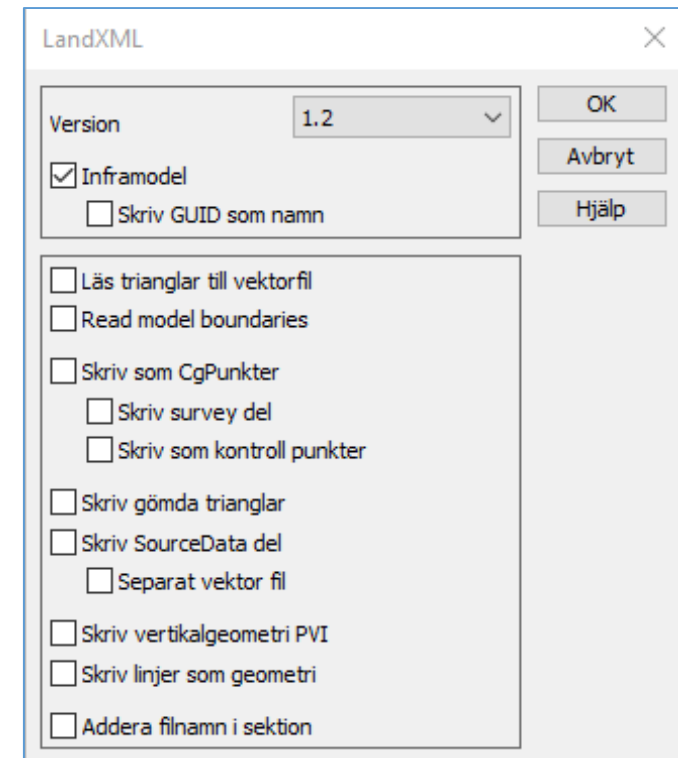 LandXML
Version 1.2
Inframodel
Skriv GUID som namn
OK
Avbryt
Hjälp
Läs trianglar till vektorfil
Read model boundaries
Skriv som CgPunkter
Skriv survey del
Skriv som kontroll punkter
Skriv gömda trianglar
Skriv SourceData del
Separat vektor fil
Skriv vertikalgeometri PVI
Skriv linjer som geometri
Addera filnamn i sektion